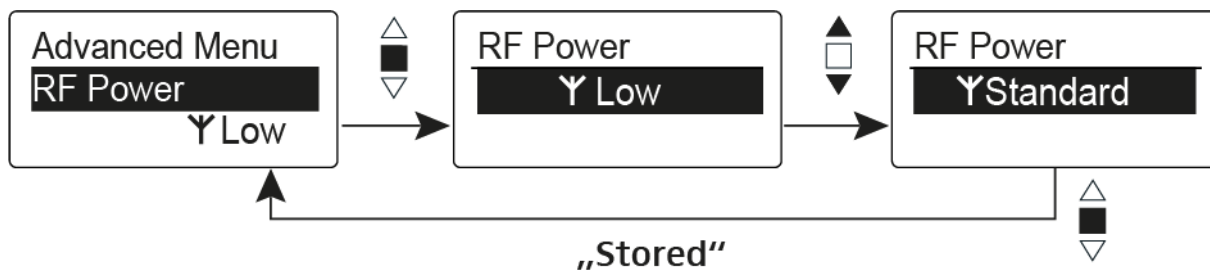 Advanced Menu
RF Power
Low
RF Power
Low
RF Power
Standard
„Stored“